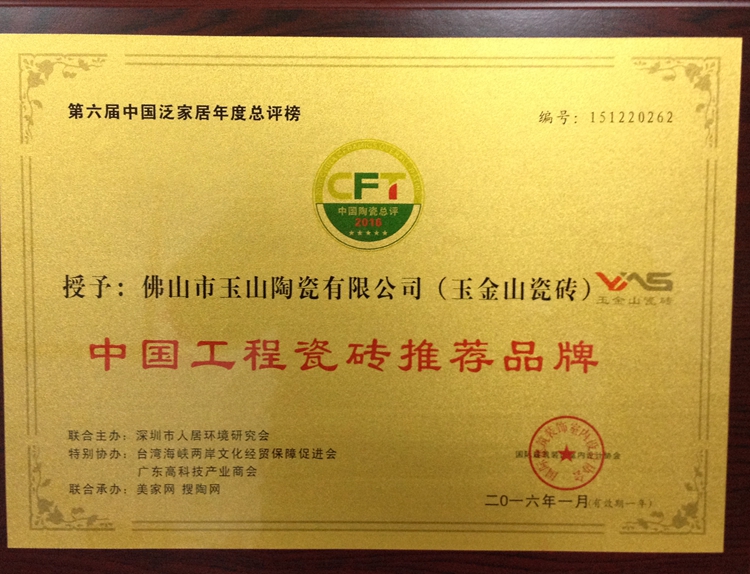 第六届中国泛家居年度总评榜
编号：151220262
CFT
中国陶瓷总评
2016
授予：佛山市玉山陶瓷有限公司（玉金山瓷砖）
玉金山瓷砖
中国工程瓷砖推荐品牌
联合主办：深圳市人居环境研究会
特别协办：台湾海峡两岸文化经贸保障促进会
广东高科技产业商会
联合承办：美家网 搜陶网
二0一六年一月(有效期一年)